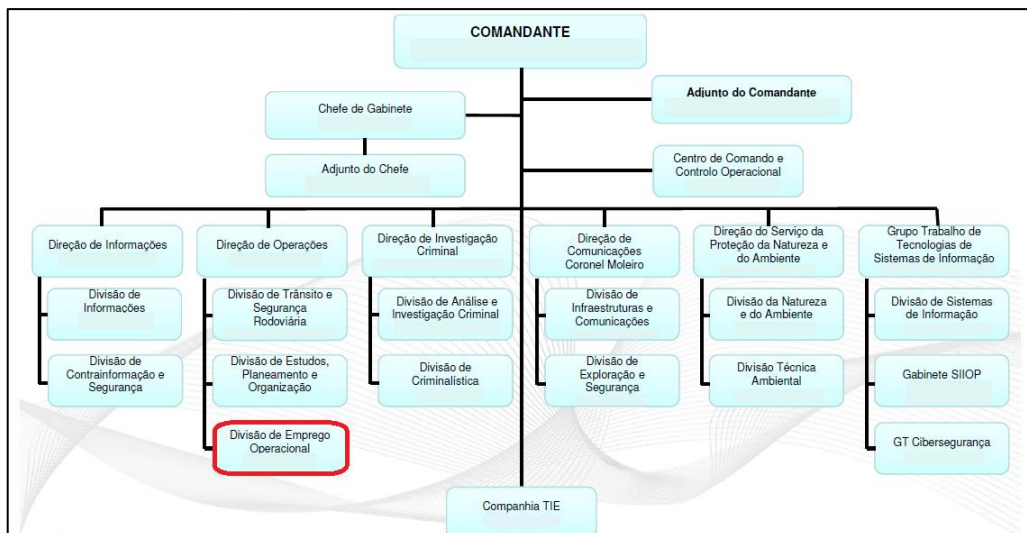 COMANDANTE
Adjunto do Comandante
Chefe de Gabinete
Adjunto do Chefe
Centro de Comando e
Controlo Operacional
Direção de Informações
Divisão de
Informações
Divisão de
Contrainformação e
Segurança
Direção de Operações
Divisão de Trânsito e
Segurança
Rodoviária
Divisão de Estudos,
Planeamento e
Organização
Divisão de Emprego
Operacional
Direção de Investigação
Criminal
Divisão de Análise e
Investigação Criminal
Divisão de
Criminalística
Direção de
Comunicações
Coronel Moleiro
Divisão de
Infraestruturas e
Comunicações
Divisão de
Exploração e
Segurança
Direção do Serviço da
Proteção da Natureza e
do Ambiente
Divisão da Natureza
e do Ambiente
Divisão Técnica
Ambiental
Grupo Trabalho de
Tecnologias de
Sistemas de Informação
Divisão de Sistemas
de Informação
Gabinete SIIOP
GT Cibersegurança
Companhia TIE